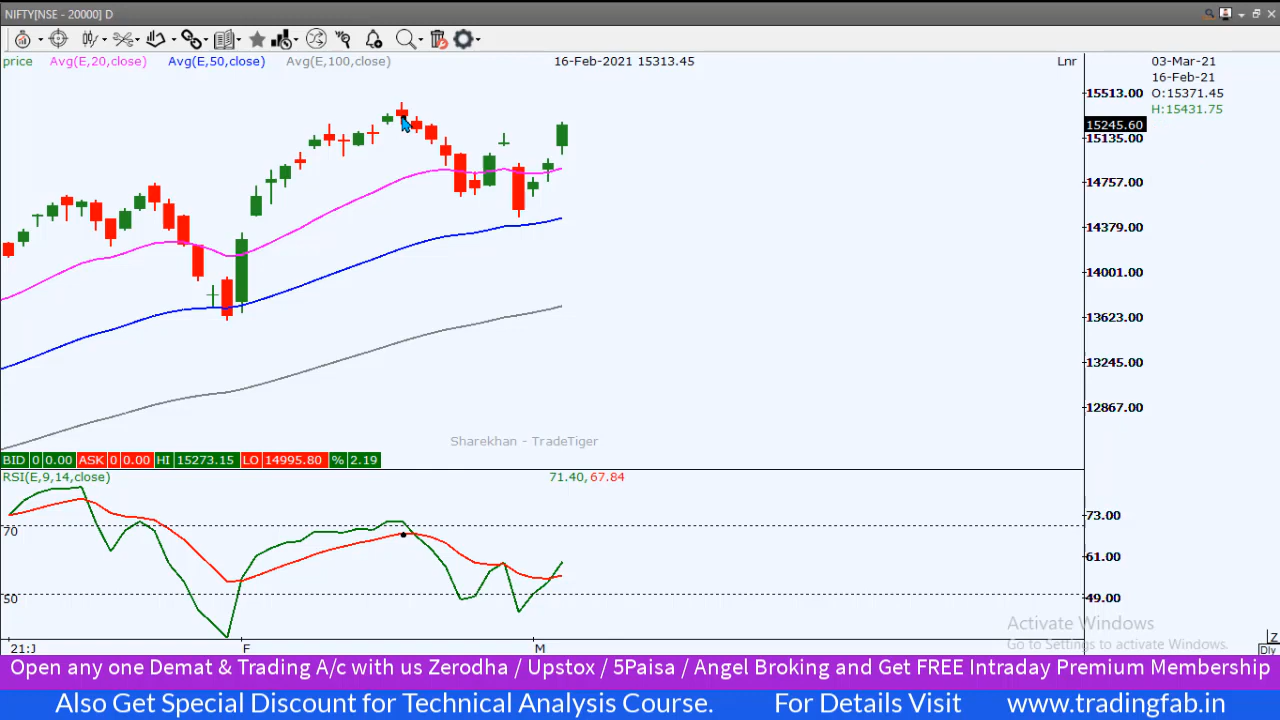 NIFTY[NSE - 20000] D
price Avg(E,20,close) Avg(E,50,close) Avg(E,100,close) 16-Feb-2021 15313.45 Lnr 03-Mar-21
16-Feb-21
O:15371.45
H:15431.75
15513.00
15245.60
15135.00
14757.00
14379.00
14001.00
13623.00
13245.00
12867.00
Sharekhan - TradeTiger
BID 0 0.00 ASK 0 0.00 HI 15273.15 LO 14995.80 % 2.19
RSI(E,9,14,close) 71.40,67.84
70
73.00
61.00
50
49.00
Activate Windows
Go to Settings to activate Windows.
21:J F M Dly
Z
Open any one Demat & Trading A/c with us Zerodha / Upstox / 5Paisa / Angel Broking and Get FREE Intraday Premium Membership
Also Get Special Discount for Technical Analysis Course. For Details Visit www.tradingfab.in